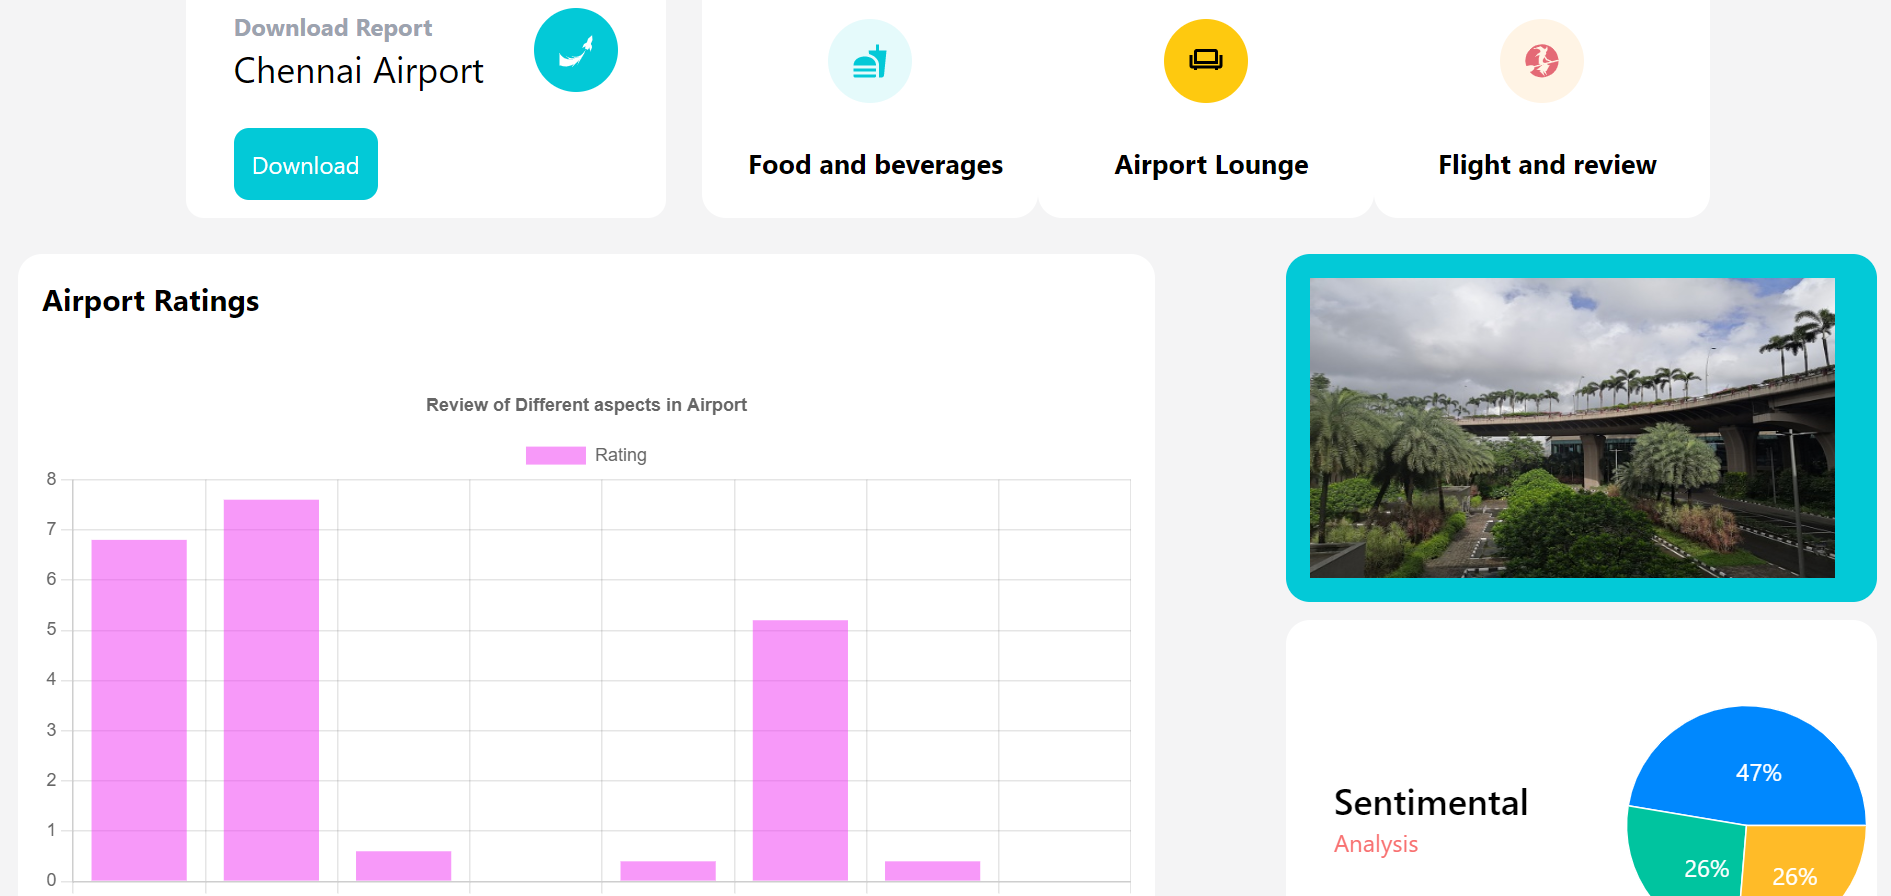 Download Report
Chennai Airport
Download
Food and beverages
Airport Lounge
Flight and review
Airport Ratings
Review of Different aspects in Airport
Rating
8
7
6
5
4
3
2
1
0
Sentimental
Analysis
47%
26%
26%